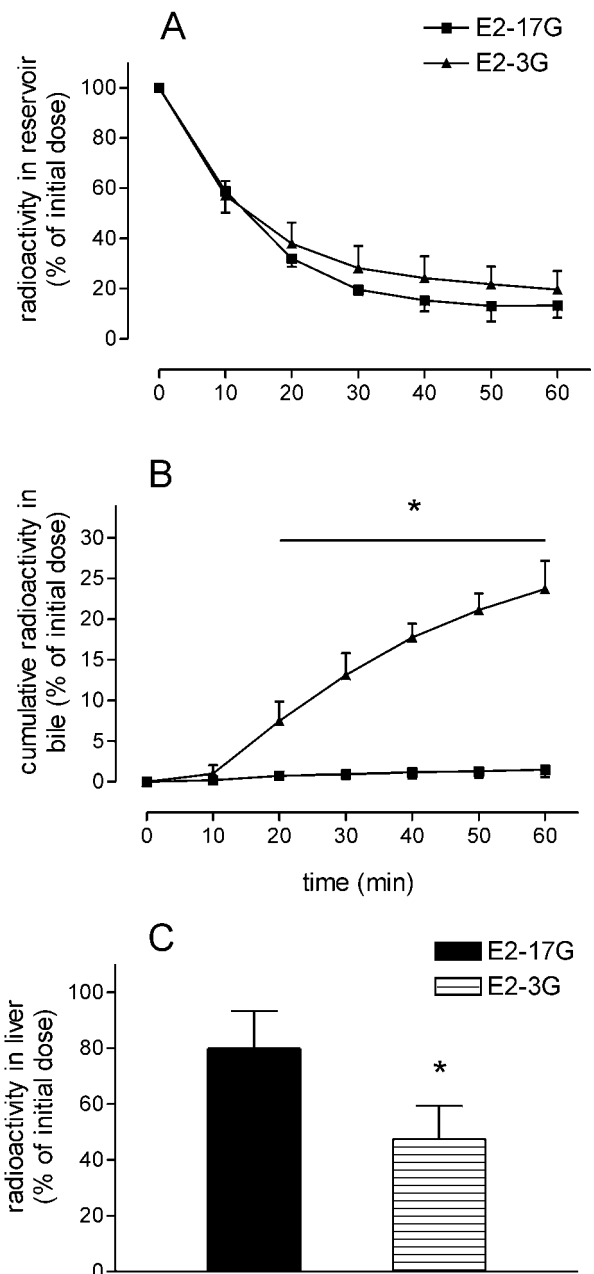 A
E2-17G
E2-3G
radioactivity in reservoir
(% of initial dose)
100
80
60
40
20
0
0 10 20 30 40 50 60
B
*
cumulative radioactivity in
bile (% of initial dose)
30
25
20
15
10
5
0
0 10 20 30 40 50 60
time (min)
C
E2-17G
E2-3G
radioactivity in liver
(% of initial dose)
100
80
60
40
20
0
*